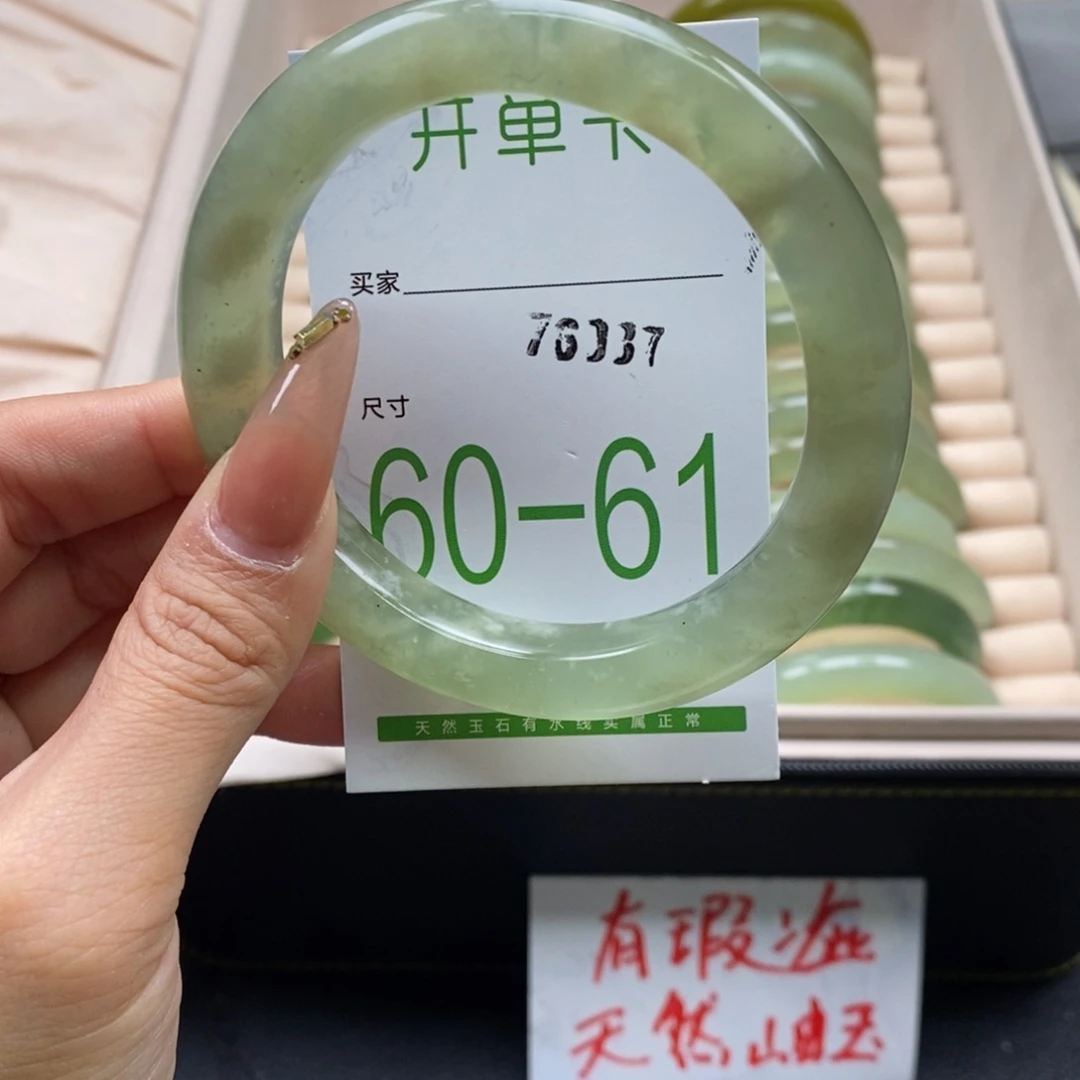 开单卡
买家
76337
尺寸
60-61
天然玉石有水线实属正常
有瑕疵
天然岫玉